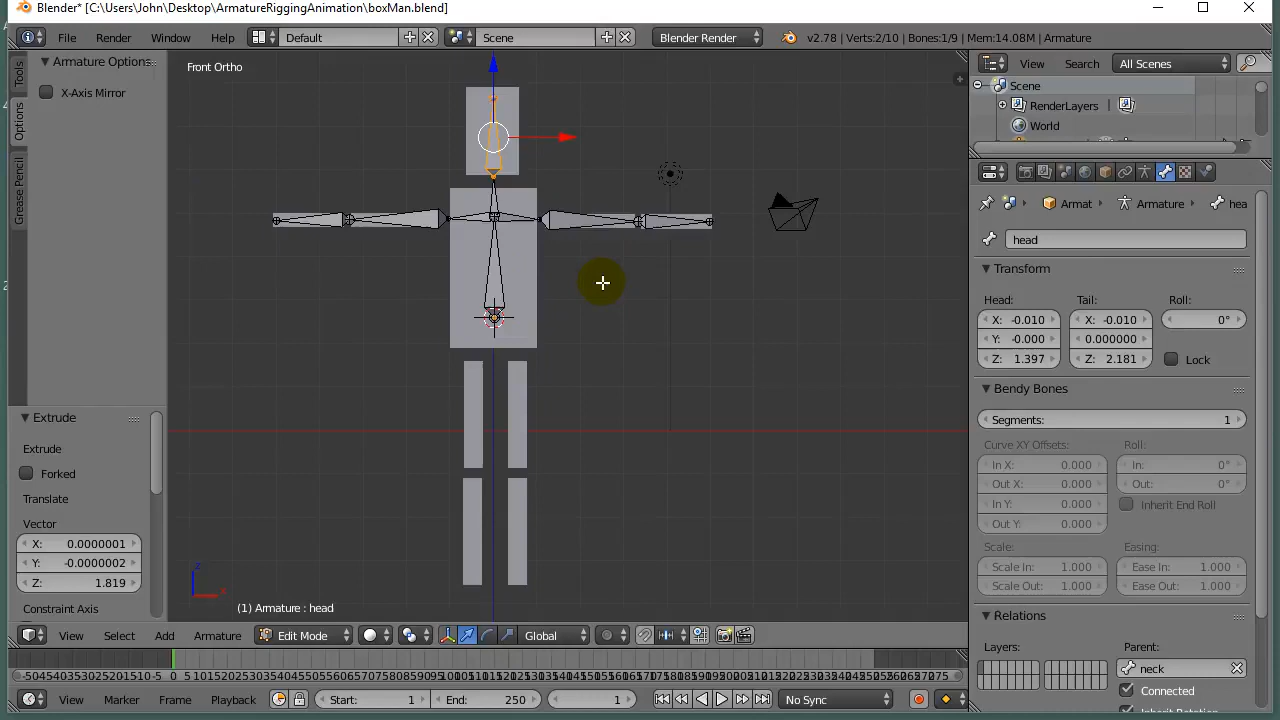 Blender* [C:\Users\John\Desktop\ArmatureRiggingAnimation\boxMan.blend]
File Render Window Help Default Scene Blender Render v2.78 | Verts:2/10 | Bones:1/9 | Mem:14.08M | Armature
Armature Options
X-Axis Mirror
Tools
Options
Grease Pencil
Front Ortho
View Search All Scenes
Scene
RenderLayers
World
Armat Armature hea
head
Transform
Head: Tail: Roll:
X: -0.010 X: -0.010 0°
Y: -0.000 0.000000
Z: 1.397 Z: 2.181 Lock
Bendy Bones
Segments: 1
Curve XY Offsets: Roll:
In X: 0.000 In: 0°
Out X: 0.000 Out: 0°
In Y: 0.000 Inherit End Roll
Out Y: 0.000
Scale: Easing:
Scale In: 1.000 Ease In: 1.000
Scale Out: 1.000 Ease Out: 1.000
Relations
Layers: Parent:
neck
Connected
Inherit Rotation
Extrude
Extrude
Forked
Translate
Vector
X: 0.0000001
Y: -0.0000002
Z: 1.819
Constraint Axis
z
x
(1) Armature : head
View Select Add Armature Edit Mode Global
View Marker Frame Playback Start: 1 End: 250 1 No Sync